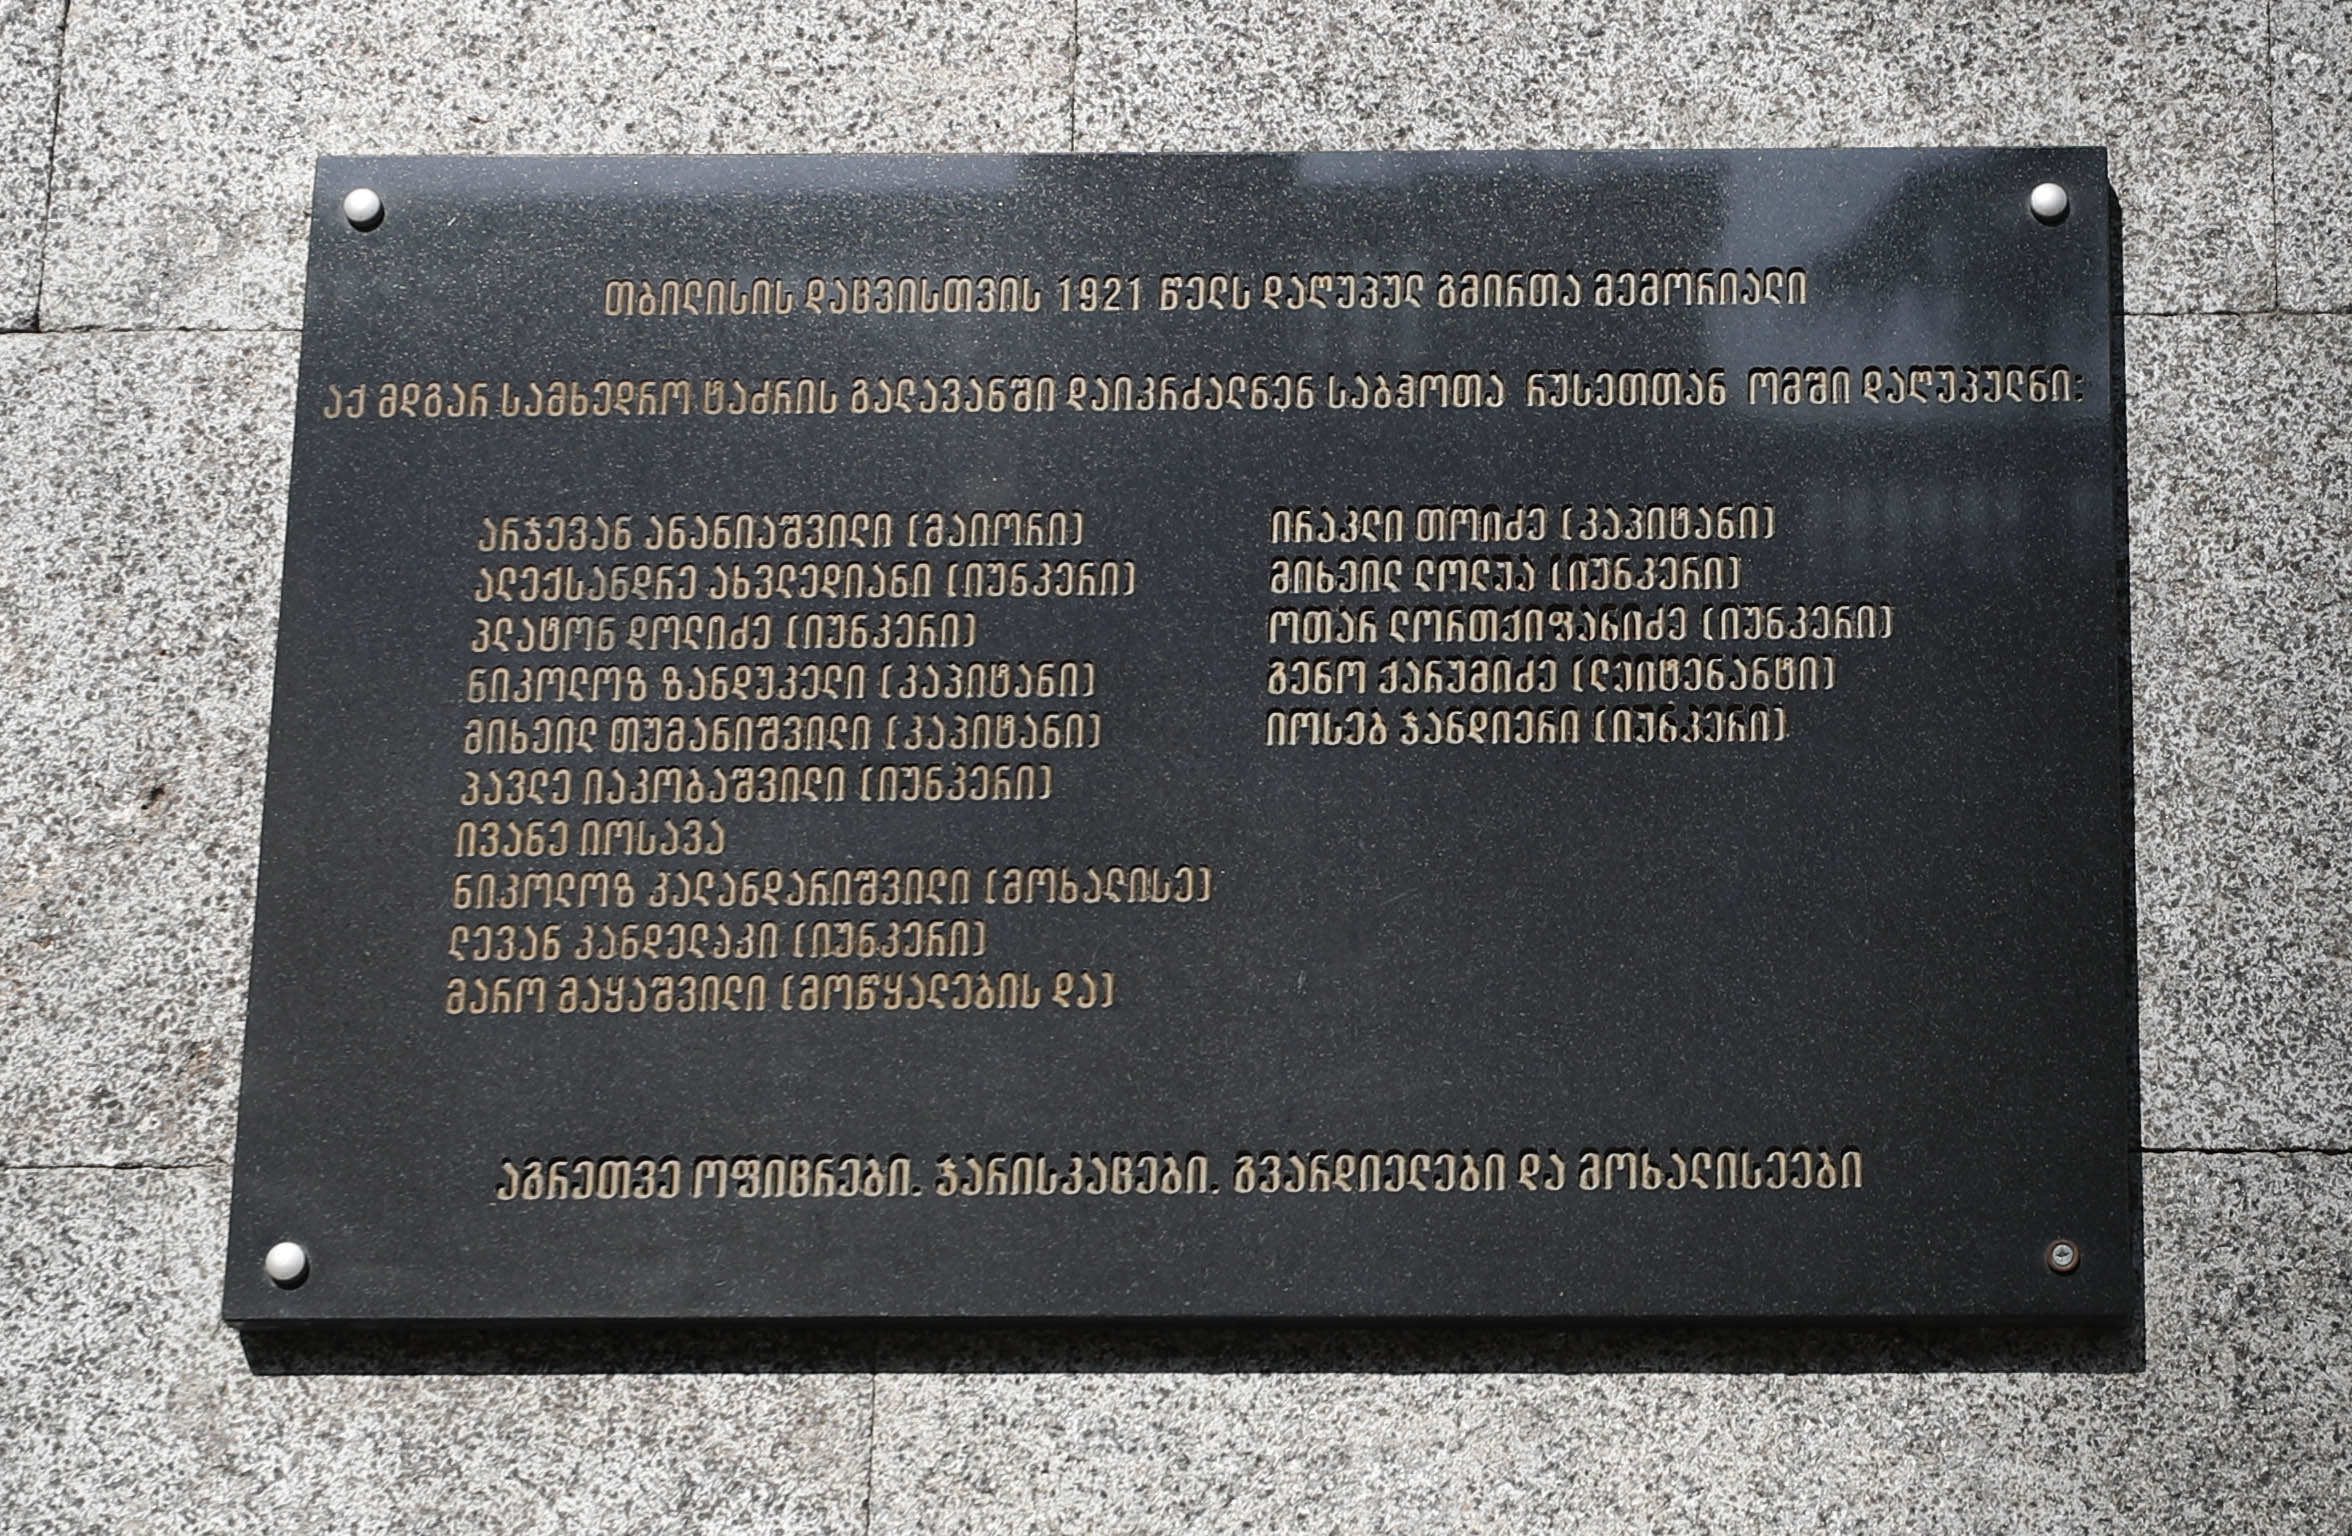 თბილისის დაცვისთვის 1921 წელს დაღუპულ გმირთა მემორიალი
აქ მდგარ სამხედრო ტაძრის გალავანში დაიკრძალნენ საბჭოთა რუსეთთან ომში დაღუპულნი:
არჯევან ანანიაშვილი (მაიორი)
ალექსანდრე ახვლედიანი (იუნკერი)
პლატონ დოლიძე (იუნკერი)
ნიკოლოზ ზანდუკელი (კაპიტანი)
მიხეილ თუმანიშვილი (კაპიტანი)
პავლე იაკობაშვილი (იუნკერი)
ივანე იოსავა
ნიკოლოზ კალანდარიშვილი (მოხალისე)
ლევან კანდელაკი (იუნკერი)
მარო მაყაშვილი (მოწყალების და)
ირაკლი თოიძე (კაპიტანი)
მიხეილ ლოლუა (იუნკერი)
ოთარ ლორთქიფანიძე (იუნკერი)
გენო ქარუმიძე (ლეიტენანტი)
იოსებ ჯანდიერი (იუნკერი)
აგრეთვე ოფიცრები, ჯარისკაცები, გვარდიელები და მოხალისეები